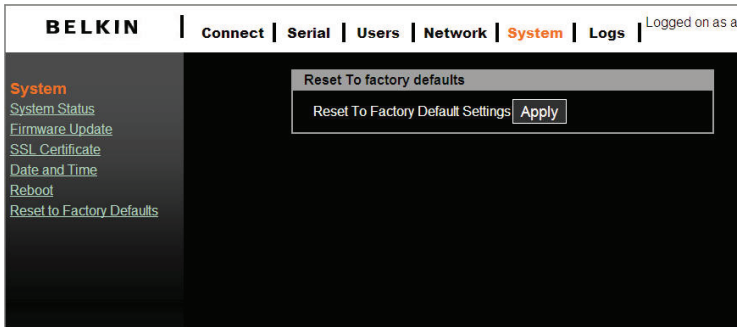 BELKIN
Connect Serial Users Network System Logs
Logged on as a
System
System Status
Firmware Update
SSL Certificate
Date and Time
Reboot
Reset to Factory Defaults
Reset To factory defaults
Reset To Factory Default Settings Apply